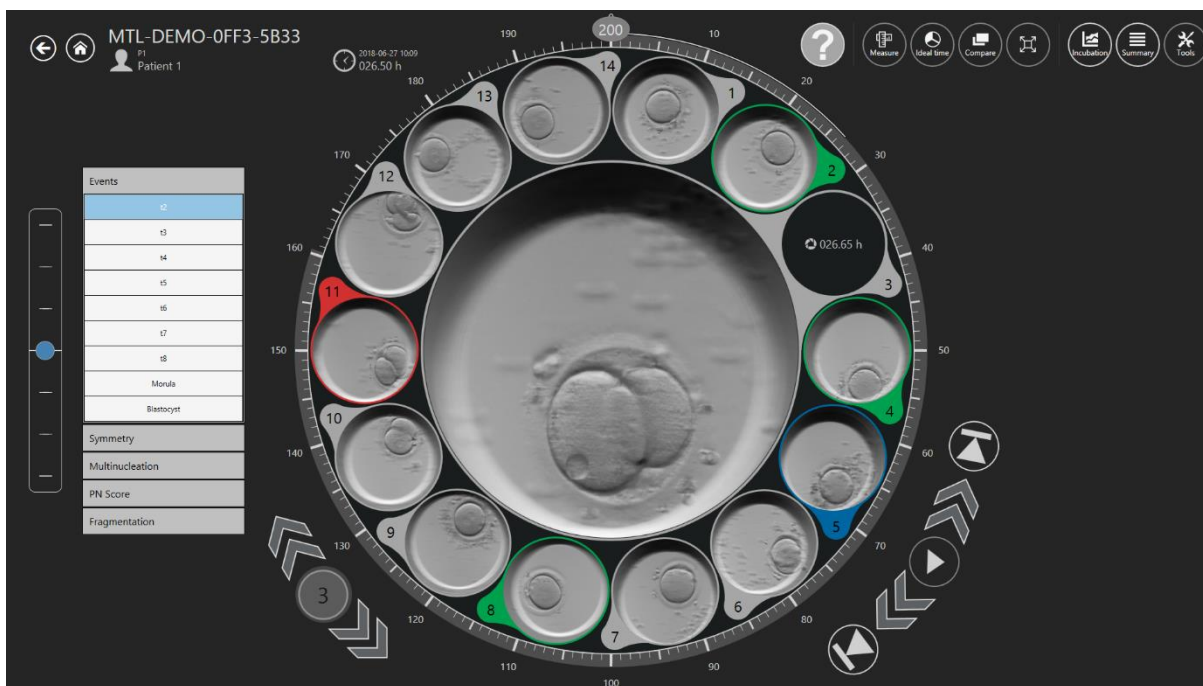 MTL-DEMO-0FF3-5B33
P1
Patient 1
2018-06-27 10:09
026.50 h
?
Measure
Ideal time
Compare
Incubation
Summary
Tools
200
10
20
30
40
50
60
70
80
90
100
110
120
130
140
150
160
170
180
190
1
2
3
4
5
6
7
8
9
10
11
12
13
14
026.65 h
Events
t2
t3
t4
t5
t6
t7
t8
Morula
Blastocyst
Symmetry
Multinucleation
PN Score
Fragmentation
3